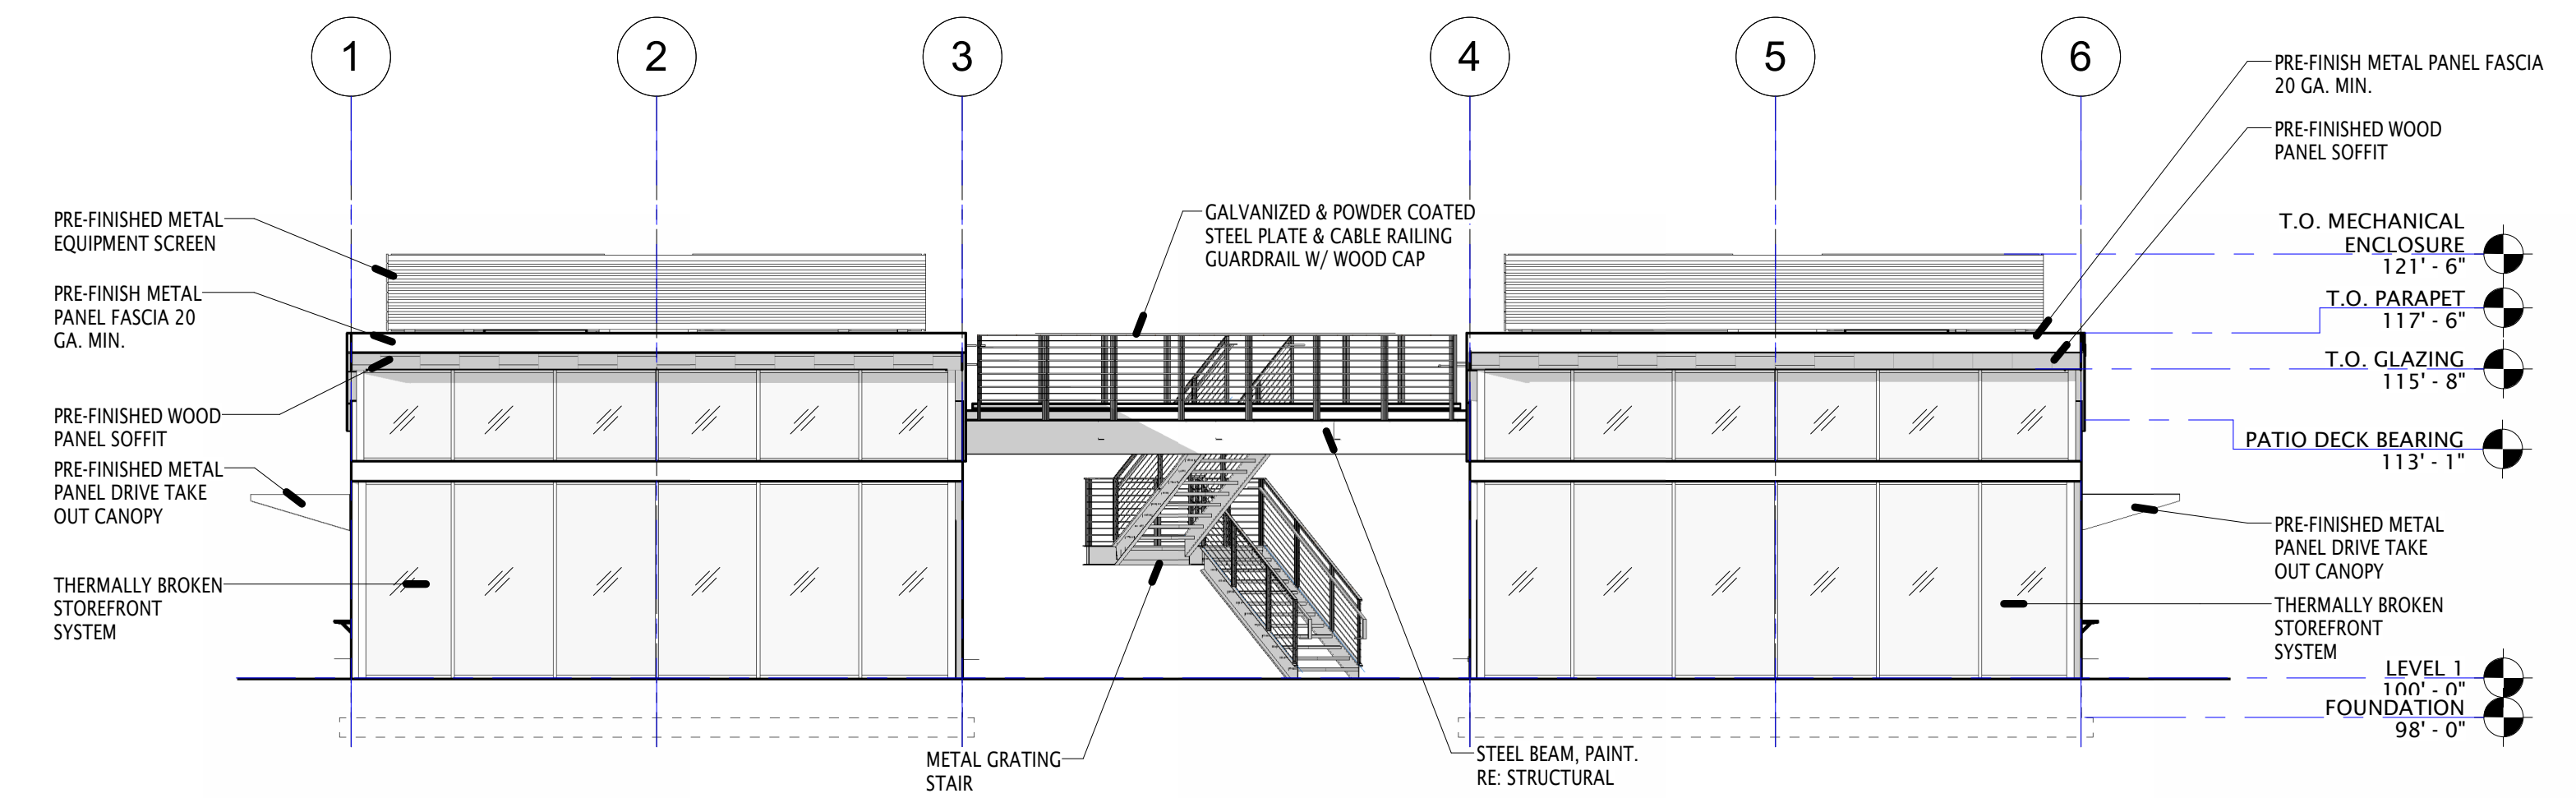 1
2
3
4
5
6
PRE-FINISH METAL PANEL FASCIA
20 GA. MIN.
PRE-FINISHED WOOD
PANEL SOFFIT
PRE-FINISHED METAL
EQUIPMENT SCREEN
PRE-FINISH METAL
PANEL FASCIA 20
GA. MIN.
PRE-FINISHED WOOD
PANEL SOFFIT
PRE-FINISHED METAL
PANEL DRIVE TAKE
OUT CANOPY
THERMALLY BROKEN
STOREFRONT
SYSTEM
GALVANIZED & POWDER COATED
STEEL PLATE & CABLE RAILING
GUARDRAIL W/ WOOD CAP
METAL GRATING
STAIR
STEEL BEAM, PAINT.
RE: STRUCTURAL
T.O. MECHANICAL
ENCLOSURE
121' - 6"
T.O. PARAPET
117' - 6"
T.O. GLAZING
115' - 8"
PATIO DECK BEARING
113' - 1"
PRE-FINISHED METAL
PANEL DRIVE TAKE
OUT CANOPY
THERMALLY BROKEN
STOREFRONT
SYSTEM
LEVEL 1
100' - 0"
FOUNDATION
98' - 0"